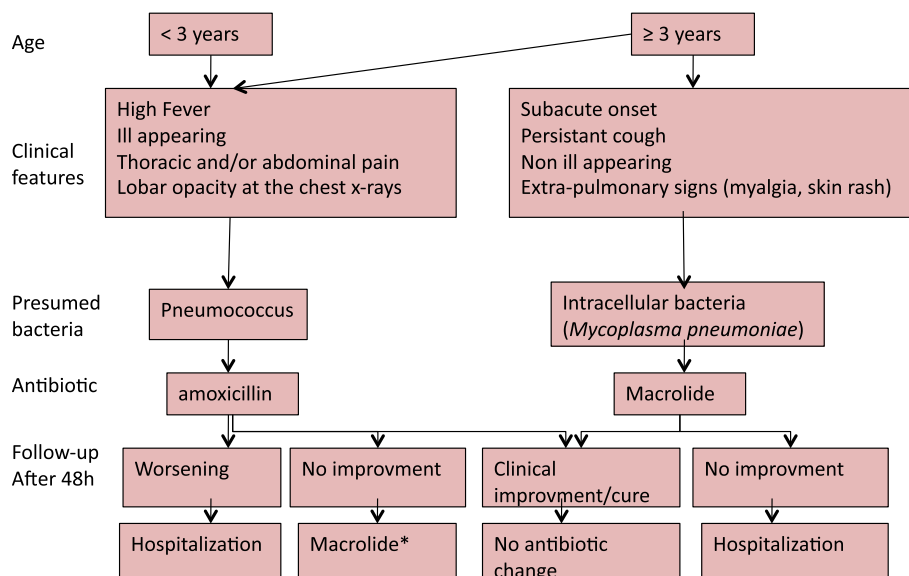 Age
< 3 years
≥ 3 years
Clinical
features
High Fever
Ill appearing
Thoracic and/or abdominal pain
Lobar opacity at the chest x-rays
Subacute onset
Persistant cough
Non ill appearing
Extra-pulmonary signs (myalgia, skin rash)
Presumed
bacteria
Pneumococcus
Intracellular bacteria
(Mycoplasma pneumoniae)
Antibiotic
amoxicillin
Macrolide
Follow-up
After 48h
Worsening
No improvment
Clinical
improvment/cure
No improvment
Hospitalization
Macrolide*
No antibiotic
change
Hospitalization